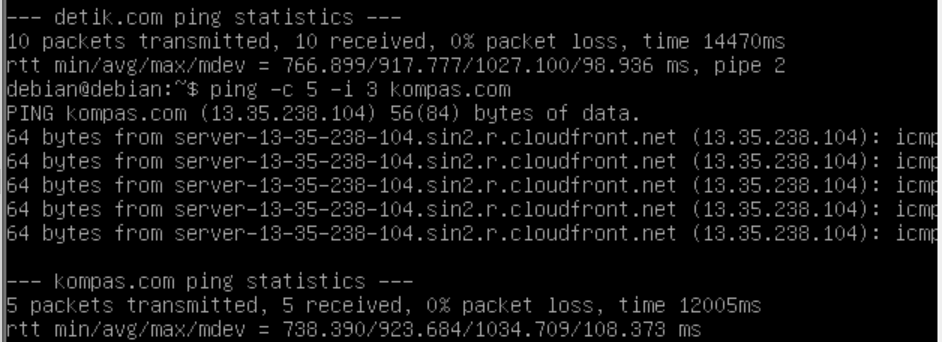 --- detik.com ping statistics ---
10 packets transmitted, 10 received, 0% packet loss, time 14470ms
rtt min/avg/max/mdev = 766.899/917.777/1027.100/98.936 ms, pipe 2
debian@debian:~$ ping -c 5 -i 3 kompas.com
PING kompas.com (13.35.238.104) 56(84) bytes of data.
64 bytes from server-13-35-238-104.sin2.r.cloudfront.net (13.35.238.104): icmp
64 bytes from server-13-35-238-104.sin2.r.cloudfront.net (13.35.238.104): icmp
64 bytes from server-13-35-238-104.sin2.r.cloudfront.net (13.35.238.104): icmp
64 bytes from server-13-35-238-104.sin2.r.cloudfront.net (13.35.238.104): icmp
64 bytes from server-13-35-238-104.sin2.r.cloudfront.net (13.35.238.104): icmp
--- kompas.com ping statistics ---
5 packets transmitted, 5 received, 0% packet loss, time 12005ms
rtt min/avg/max/mdev = 738.390/923.684/1034.709/108.373 ms